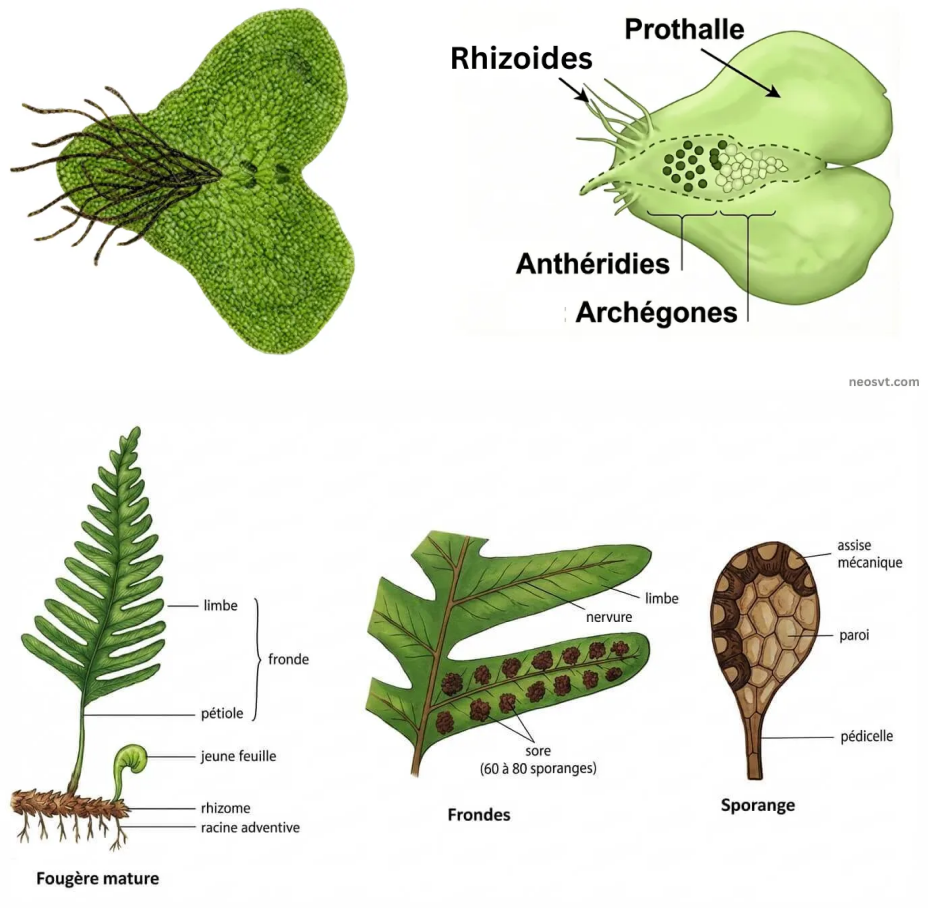 Prothalle
Rhizoides
Anthéridies
Archégones
neosvt.com
limbe
fronde
pétiole
jeune feuille
rhizome
racine adventive
Fougère mature
limbe
nervure
sore
(60 à 80 sporanges)
Frondes
assise
mécanique
paroi
pédicelle
Sporange